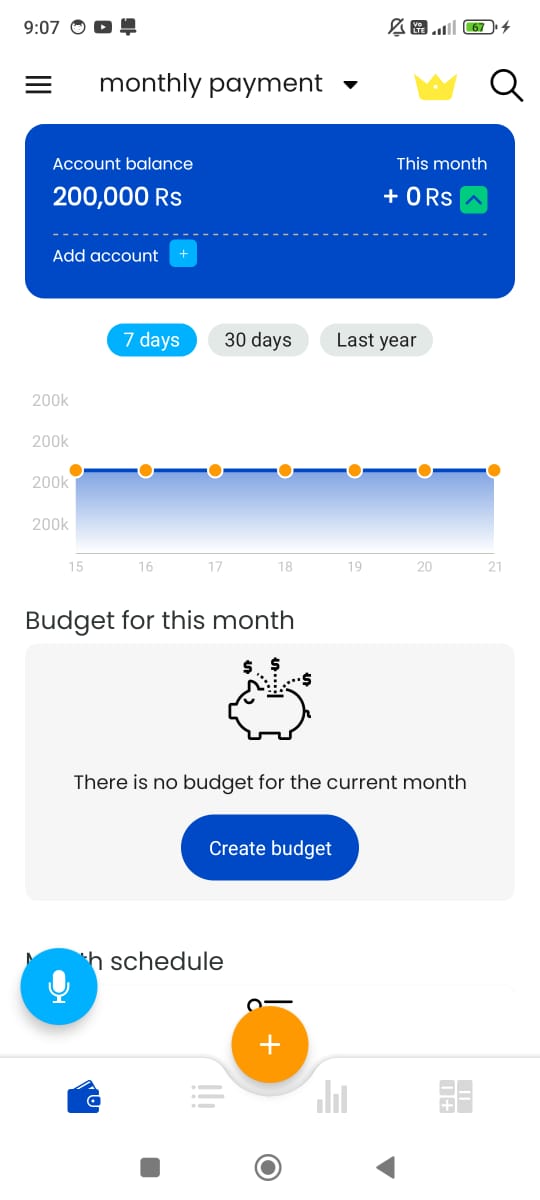 9:07
Vo LTE
67
monthly payment
Account balance
This month
200,000 Rs
+ 0 Rs
Add account +
7 days
30 days
Last year
200k
200k
200k
200k
15 16 17 18 19 20 21
Budget for this month
$ $ $
There is no budget for the current month
Create budget
schedule
+